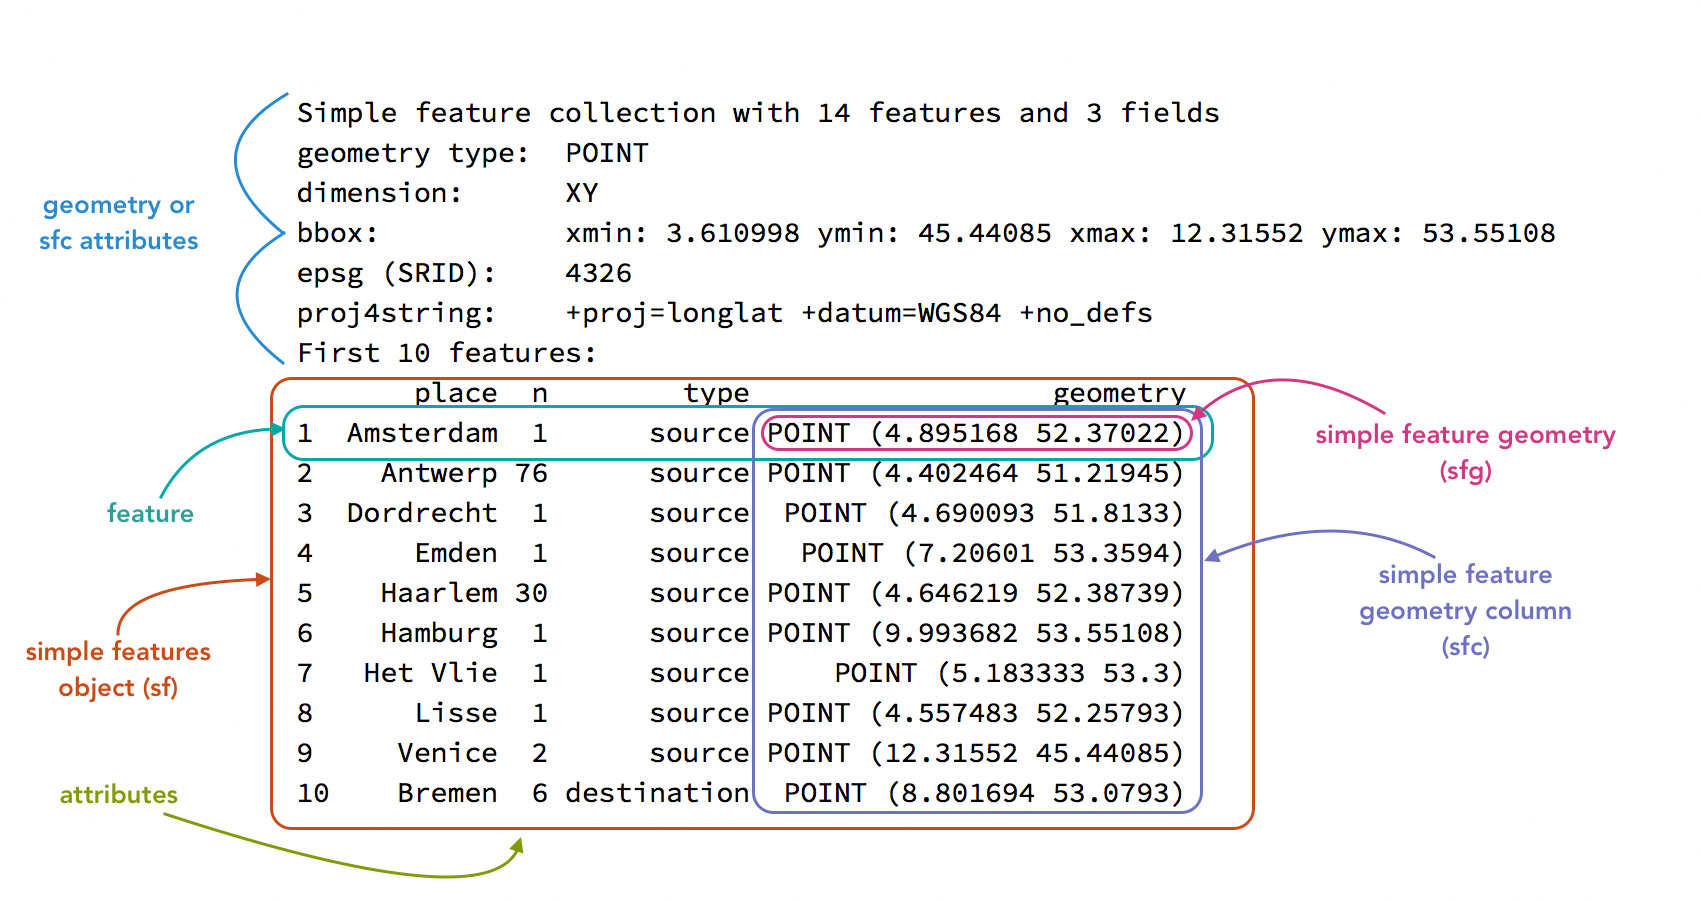 Simple feature collection with 14 features and 3 fields
geometry type:  POINT
dimension:      XY
bbox:           xmin: 3.610998 ymin: 45.44085 xmax: 12.31552 ymax: 53.55108
epsg (SRID):    4326
proj4string:    +proj=longlat +datum=WGS84 +no_defs
First 10 features:
place n type geometry
1 Amsterdam 1 source POINT (4.895168 52.37022)
2 Antwerp 76 source POINT (4.402464 51.21945)
3 Dordrecht 1 source POINT (4.690093 51.8133)
4 Emden 1 source POINT (7.20601 53.3594)
5 Haarlem 30 source POINT (4.646219 52.38739)
6 Hamburg 1 source POINT (9.993682 53.55108)
7 Het Vlie 1 source POINT (5.183333 53.3)
8 Lisse 1 source POINT (4.557483 52.25793)
9 Venice 2 source POINT (12.31552 45.44085)
10 Bremen 6 destination POINT (8.801694 53.0793)
geometry or
sfc attributes
feature
simple features
object (sf)
attributes
simple feature geometry
(sfg)
simple feature
geometry column
(sfc)